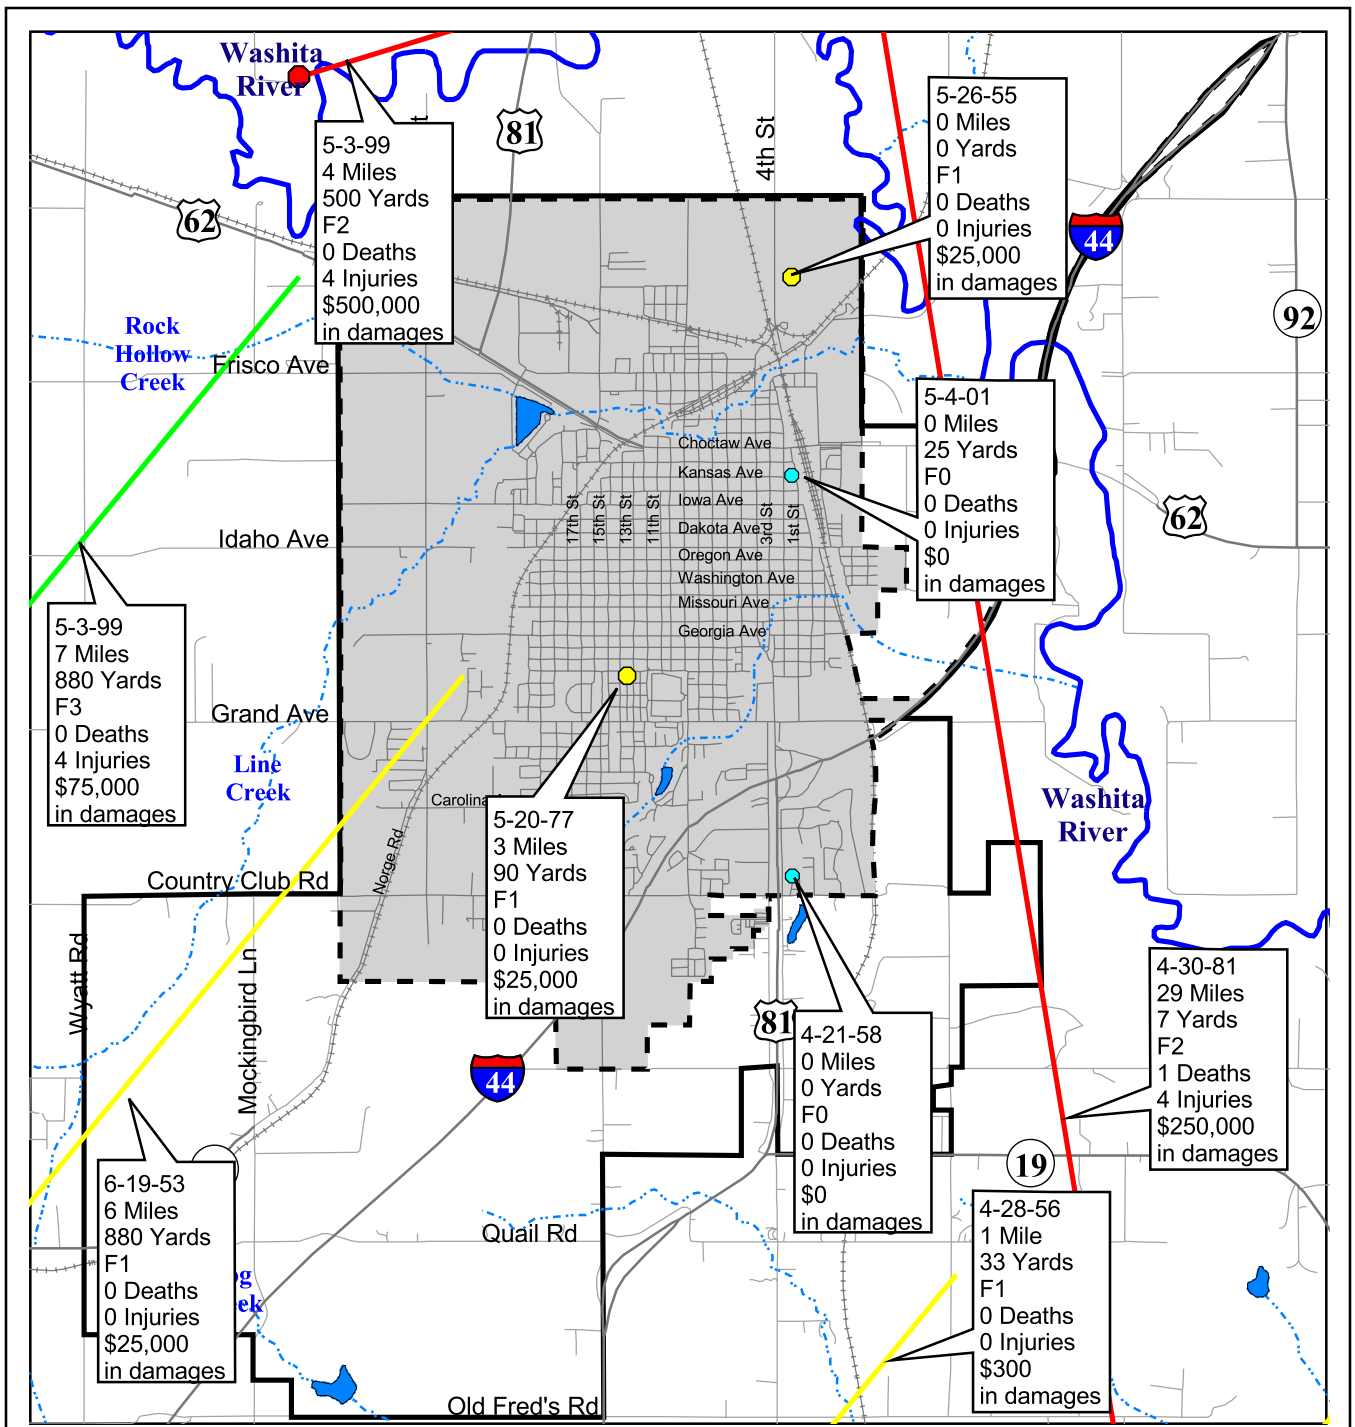 Washita
River
5-3-99
4 Miles
500 Yards
F2
0 Deaths
4 Injuries
$500,000
in damages
81
4th St
5-26-55
0 Miles
0 Yards
F1
0 Deaths
0 Injuries
$25,000
in damages
44
62
92
Rock
Hollow
Creek
Frisco Ave
5-4-01
0 Miles
25 Yards
F0
0 Deaths
0 Injuries
$0
in damages
62
Choctaw Ave
Kansas Ave
Iowa Ave
Dakota Ave
Oregon Ave
Washington Ave
Missouri Ave
Georgia Ave
17th St
15th St
13th St
11th St
3rd St
1st St
Idaho Ave
5-3-99
7 Miles
880 Yards
F3
0 Deaths
4 Injuries
$75,000
in damages
Grand Ave
Line
Creek
Washita
River
Norge Rd
5-20-77
3 Miles
90 Yards
F1
0 Deaths
0 Injuries
$25,000
in damages
Carolina
Country Club Rd
Wyatt Rd
Mockingbird Ln
44
81
4-21-58
0 Miles
0 Yards
F0
0 Deaths
0 Injuries
$0
in damages
4-30-81
29 Miles
7 Yards
F2
1 Deaths
4 Injuries
$250,000
in damages
19
6-19-53
6 Miles
880 Yards
F1
0 Deaths
0 Injuries
$25,000
in damages
Quail Rd
4-28-56
1 Mile
33 Yards
F1
0 Deaths
0 Injuries
$300
in damages
Old Fred's Rd